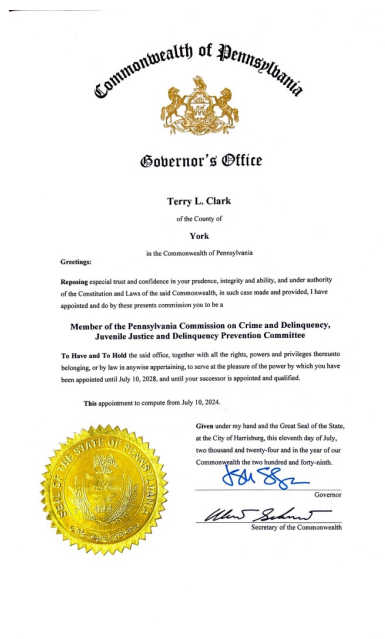 Commonwealth of Pennsylvania
Governor's Office
Terry L. Clark
of the County of
York
in the Commonwealth of Pennsylvania
Greetings:
Reposing especial trust and confidence in your prudence, integrity and ability, and under authority
of the Constitution and Laws of the said Commonwealth, in such case made and provided, I have
appointed and do by these presents commission you to be a
Member of the Pennsylvania Commission on Crime and Delinquency,
Juvenile Justice and Delinquency Prevention Committee
To Have and To Hold the said office, together with all the rights, powers and privileges thereunto
belonging, or by law in anywise appertaining, to serve at the pleasure of the power by which you have
been appointed until July 10, 2028, and until your successor is appointed and qualified.
This appointment to compute from July 10, 2024.
Given under my hand and the Great Seal of the State,
at the City of Harrisburg, this eleventh day of July,
two thousand and twenty-four and in the year of our
Commonwealth the two hundred and forty-ninth.
Governor
Secretary of the Commonwealth
SEAL OF THE STATE OF PENNSYLVANIA